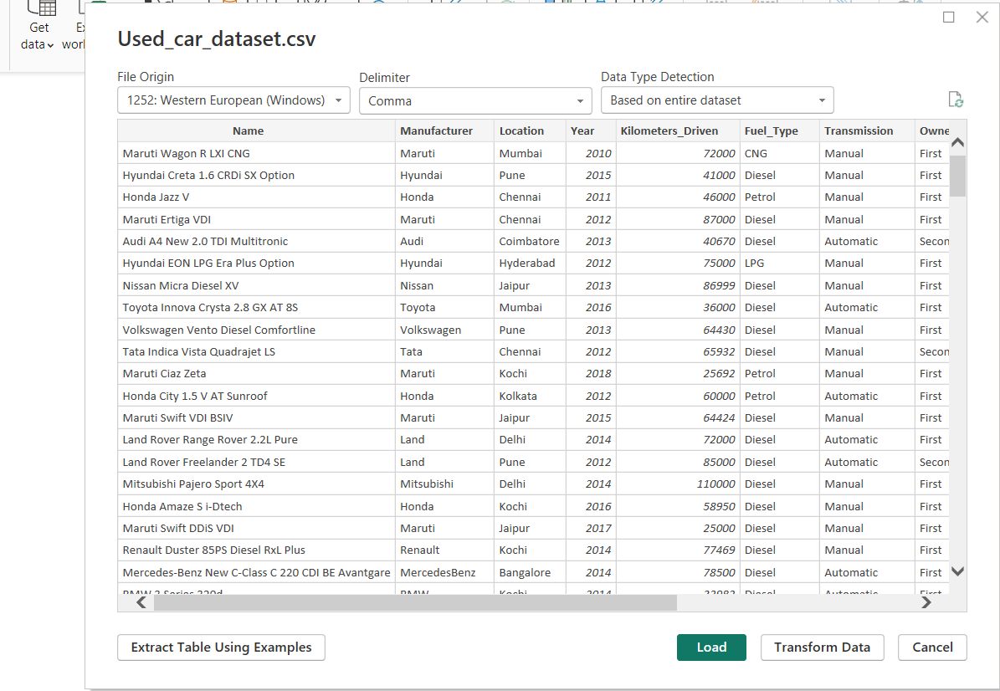 Get
data
Used_car_dataset.csv
File Origin Delimiter Data Type Detection
1252: Western European (Windows) Comma Based on entire dataset
Name Manufacturer Location Year Kilometers_Driven Fuel_Type Transmission Owne
Maruti Wagon R LXI CNG Maruti Mumbai 2010 72000 CNG Manual First
Hyundai Creta 1.6 CRDi SX Option Hyundai Pune 2015 41000 Diesel Manual First
Honda Jazz V Honda Chennai 2011 46000 Petrol Manual First
Maruti Ertiga VDI Maruti Chennai 2012 87000 Diesel Manual First
Audi A4 New 2.0 TDI Multitronic Audi Coimbatore 2013 40670 Diesel Automatic Secon
Hyundai EON LPG Era Plus Option Hyundai Hyderabad 2012 75000 LPG Manual First
Nissan Micra Diesel XV Nissan Jaipur 2013 86999 Diesel Manual First
Toyota Innova Crysta 2.8 GX AT 8S Toyota Mumbai 2016 36000 Diesel Automatic First
Volkswagen Vento Diesel Comfortline Volkswagen Pune 2013 64430 Diesel Manual First
Tata Indica Vista Quadrajet LS Tata Chennai 2012 65932 Diesel Manual Secon
Maruti Ciaz Zeta Maruti Kochi 2018 25692 Petrol Manual First
Honda City 1.5 V AT Sunroof Honda Kolkata 2012 60000 Petrol Automatic First
Maruti Swift VDI BSIV Maruti Jaipur 2015 64424 Diesel Manual First
Land Rover Range Rover 2.2L Pure Land Delhi 2014 72000 Diesel Automatic First
Land Rover Freelander 2 TD4 SE Land Pune 2012 85000 Diesel Automatic Secon
Mitsubishi Pajero Sport 4X4 Mitsubishi Delhi 2014 110000 Diesel Manual First
Honda Amaze S i-Dtech Honda Kochi 2016 58950 Diesel Manual First
Maruti Swift DDiS VDI Maruti Jaipur 2017 25000 Diesel Manual First
Renault Duster 85PS Diesel RxL Plus Renault Kochi 2014 77469 Diesel Manual First
Mercedes-Benz New C-Class C 220 CDI BE Avantgare MercedesBenz Bangalore 2014 78500 Diesel Automatic First
BMW 3 Series 320d BMW Kochi 2014 32982 Diesel Automatic First
Extract Table Using Examples Load Transform Data Cancel